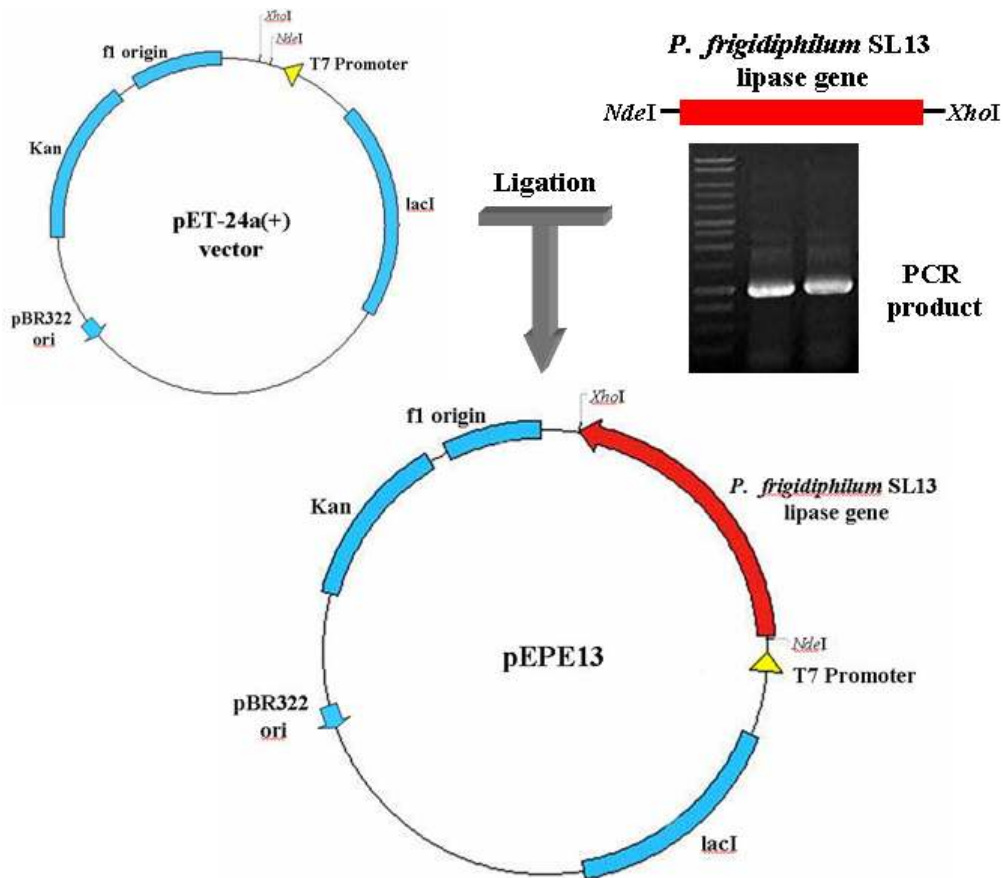 XhoI
NdeI
f1 origin
T7 Promoter
Kan
lacI
pET-24a(+)
vector
pBR322
ori
P. frigidiphilum SL13
lipase gene
NdeI
XhoI
Ligation
PCR
product
XhoI
f1 origin
P. frigidiphilum SL13
lipase gene
Kan
NdeI
T7 Promoter
pEPE13
pBR322
ori
lacI